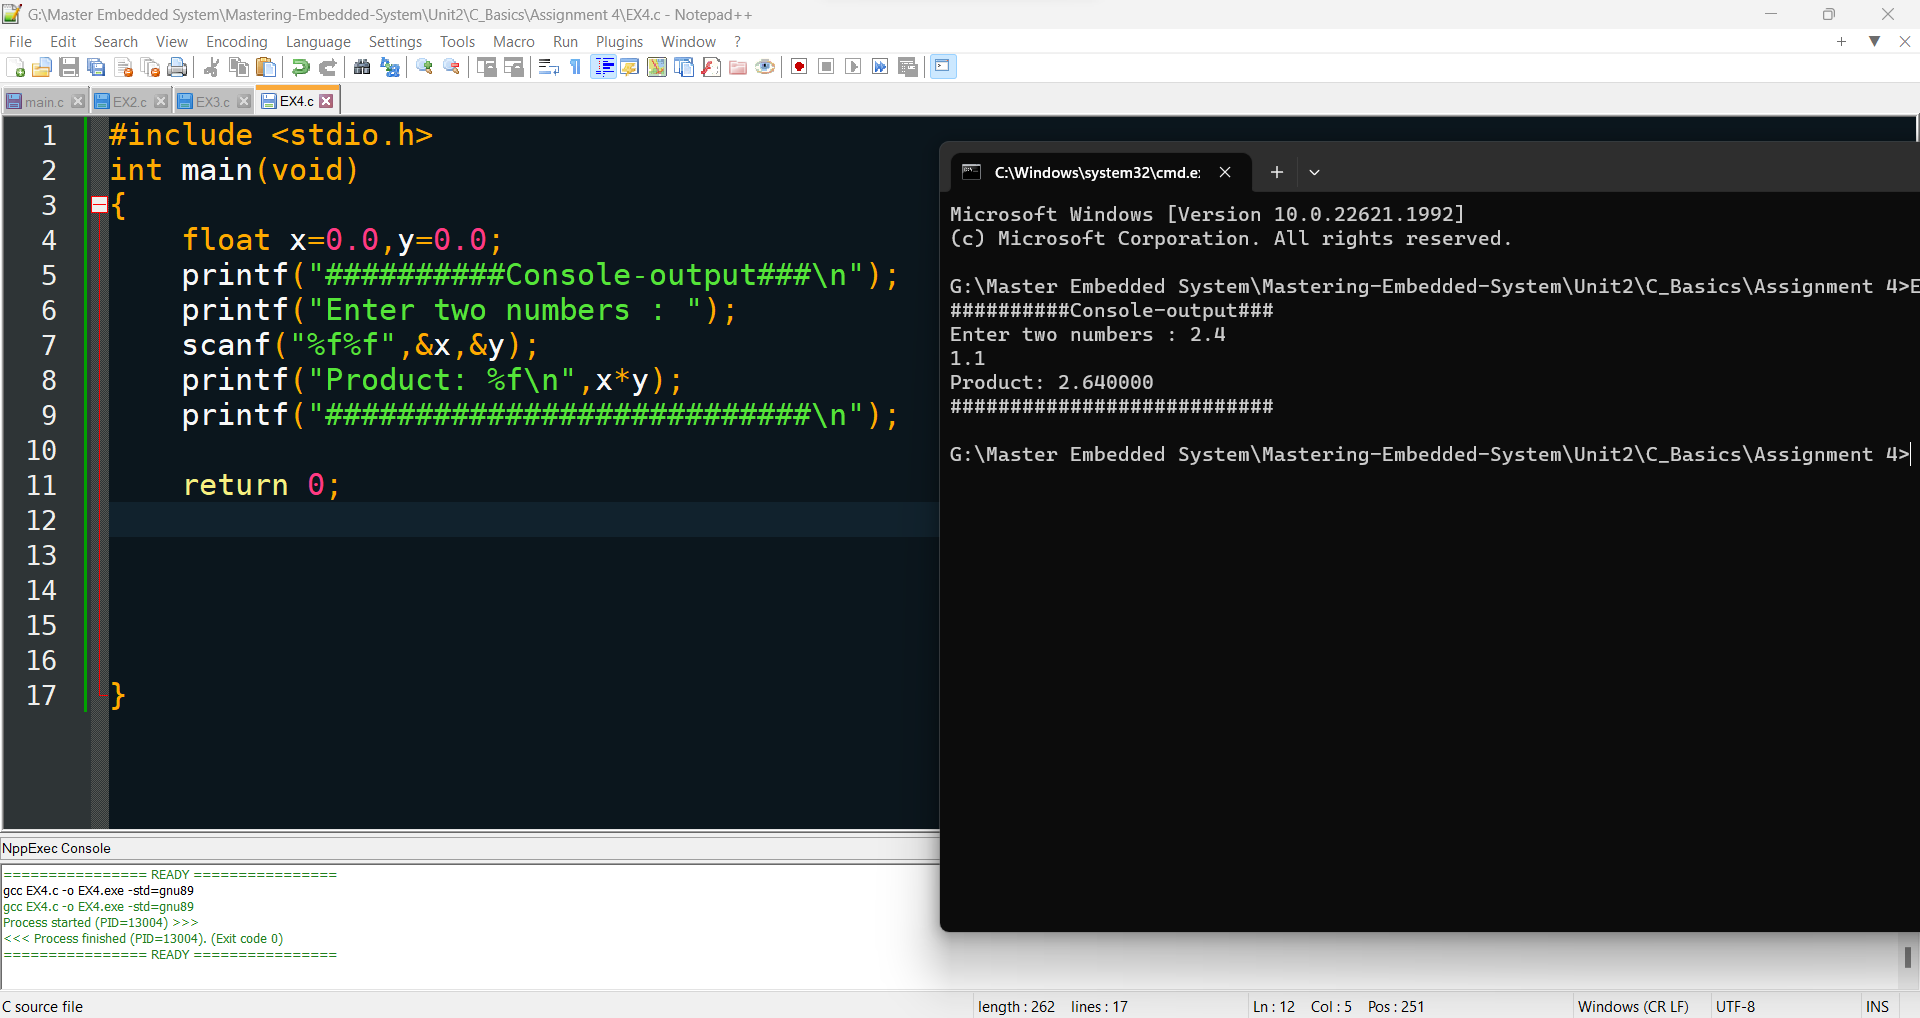 G:\Master Embedded System\Mastering-Embedded-System\Unit2\C_Basics\Assignment 4\EX4.c - Notepad++
File Edit Search View Encoding Language Settings Tools Macro Run Plugins Window ?
main.c EX2.c EX3.c EX4.c
1 #include <stdio.h>
2 int main(void)
3 {
4 float x=0.0,y=0.0;
5 printf("##########Console-output###\n");
6 printf("Enter two numbers : ");
7 scanf("%f%f",&x,&y);
8 printf("Product: %f\n",x*y);
9 printf("###########################\n");
10
11 return 0;
12
13
14
15
16
17 }
C:\Windows\system32\cmd.e:
Microsoft Windows [Version 10.0.22621.1992]
(c) Microsoft Corporation. All rights reserved.
G:\Master Embedded System\Mastering-Embedded-System\Unit2\C_Basics\Assignment 4>E
##########Console-output###
Enter two numbers : 2.4
1.1
Product: 2.640000
###########################
G:\Master Embedded System\Mastering-Embedded-System\Unit2\C_Basics\Assignment 4>
NppExec Console
================ READY ================
gcc EX4.c -o EX4.exe -std=gnu89
gcc EX4.c -o EX4.exe -std=gnu89
Process started (PID=13004) >>>
<<< Process finished (PID=13004). (Exit code 0)
================ READY ================
C source file length : 262 lines : 17 Ln : 12 Col : 5 Pos : 251 Windows (CR LF) UTF-8 INS